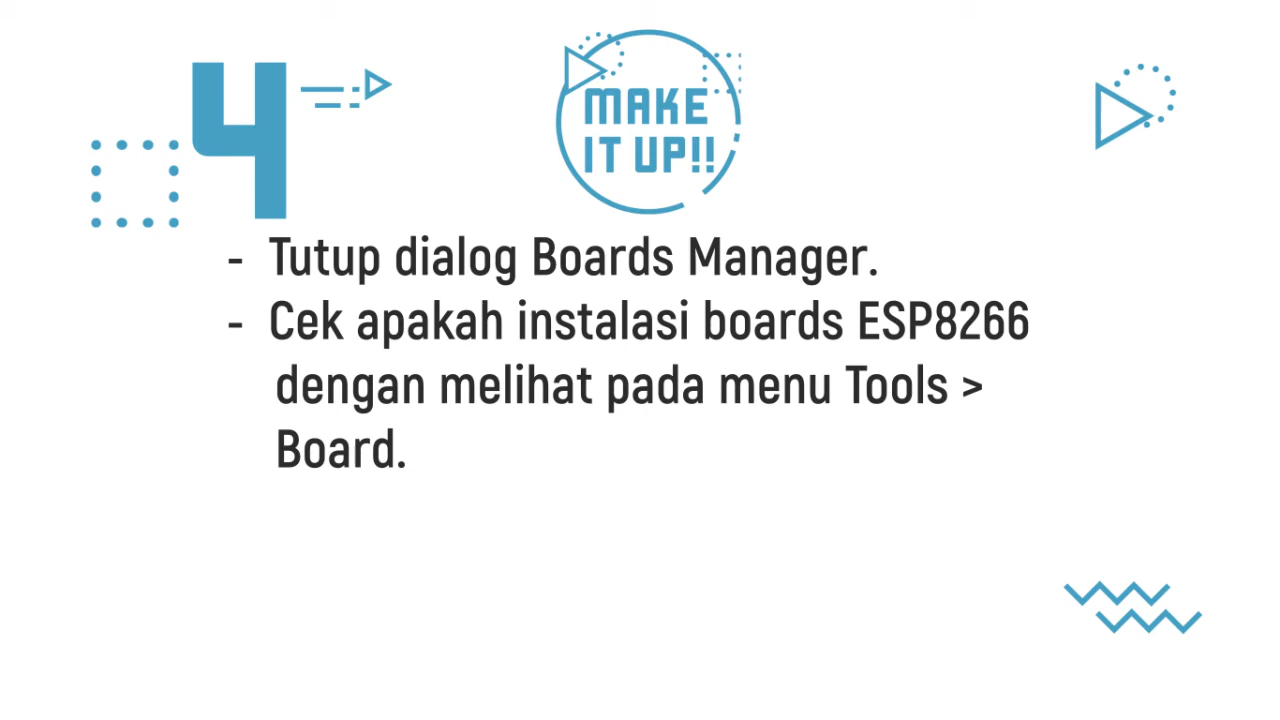 4
MAKE
IT UP!!
- Tutup dialog Boards Manager.
- Cek apakah instalasi boards ESP8266
dengan melihat pada menu Tools >
Board.